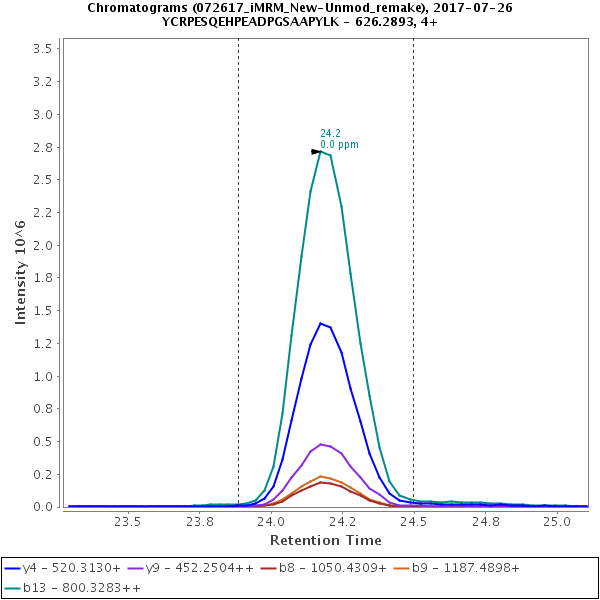 Chromatograms (072617_iMRM_New-Unmod_remake), 2017-07-26
YCRPESQEHPEADPGSAAPYLK - 626.2893, 4+
3.5
3.2
3.0
2.8
2.5
2.2
2.0
1.8
1.5
1.2
1.0
0.8
0.5
0.2
0.0
Intensity 10^6
24.2
0.0 ppm
23.5
23.8
24.0
24.2
24.5
24.8
25.0
Retention Time
y4 - 520.3130+
y9 - 452.2504++
b8 - 1050.4309+
b9 - 1187.4898+
b13 - 800.3283++